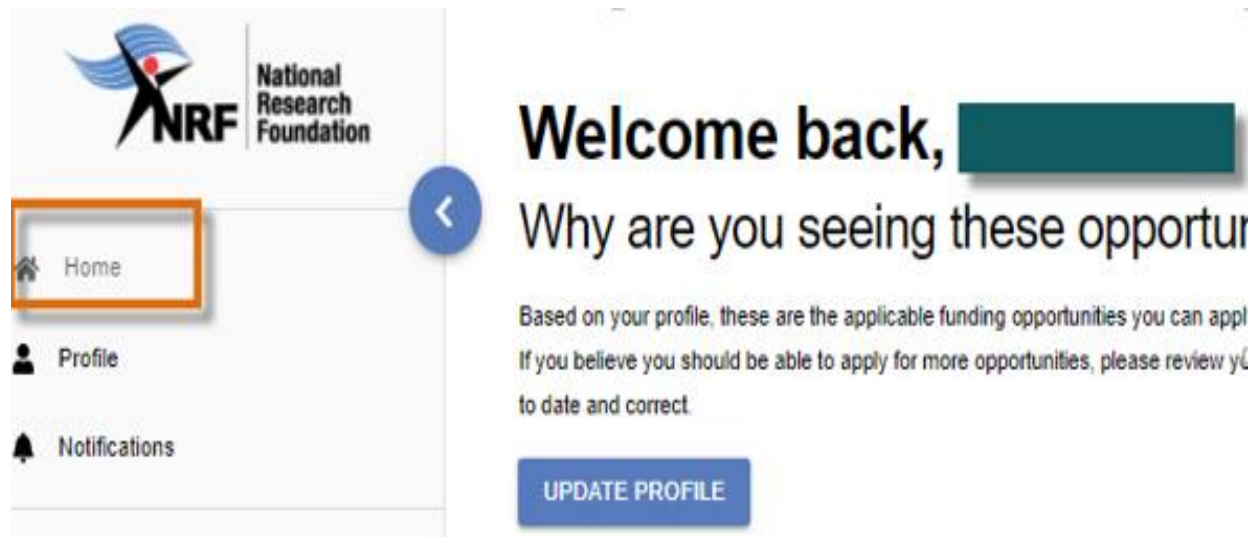 NRF
National
Research
Foundation
Home
Profile
Notifications
Welcome back,
Why are you seeing these
Based on your profile, these are the applicable funding opportunities you can
If you believe you should be able to apply for more opportunities, please review
to date and correct.
UPDATE PROFILE